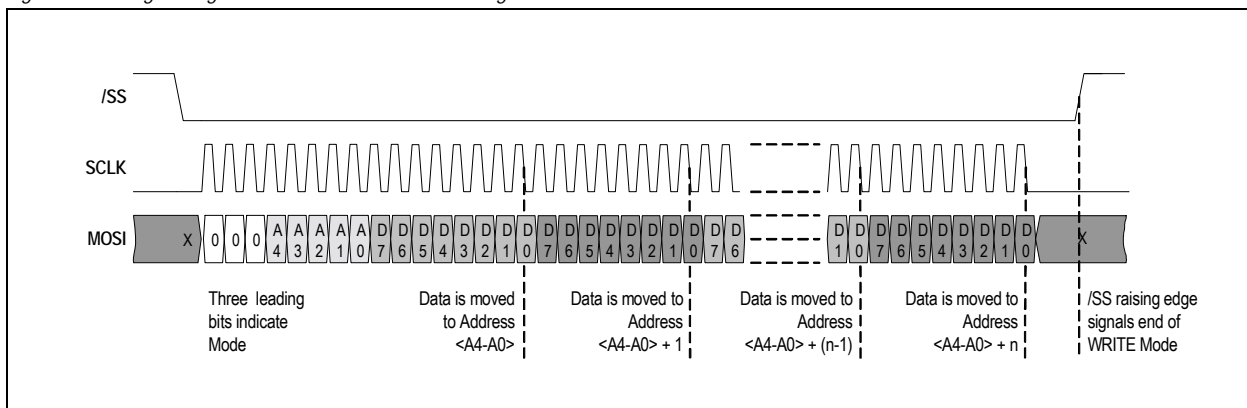 /SS
SCLK
MOSI
X 0 0 0 A4 A3 A2 A1 A0 D7 D6 D5 D4 D3 D2 D1 D0 D7 D6 D5 D4 D3 D2 D1 D0 D7 D6 D1 D0 D7 D6 D5 D4 D3 D2 D1 D0 X
Three leading
bits indicate
Mode
Data is moved
to Address
<A4-A0>
Data is moved to
Address
<A4-A0> + 1
Data is moved to
Address
<A4-A0> + (n-1)
Data is moved to
Address
<A4-A0> + n
/SS raising edge
signals end of
WRITE Mode